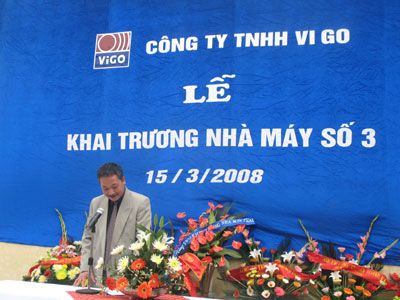 CÔNG TY TNHH VI GO
ViGO
LỄ
KHAI TRƯƠNG NHÀ MÁY SỐ 3
15/3/2008